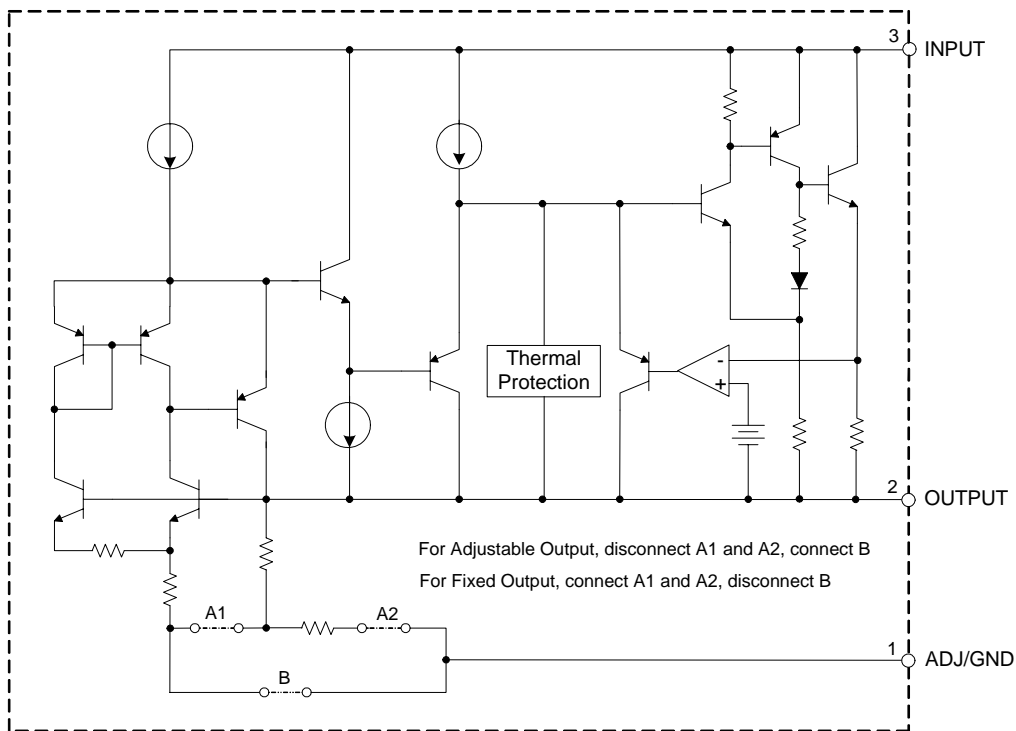 3
INPUT
Thermal
Protection
-
+
2
OUTPUT
For Adjustable Output, disconnect A1 and A2, connect B
For Fixed Output, connect A1 and A2, disconnect B
A1
A2
1
ADJ/GND
B